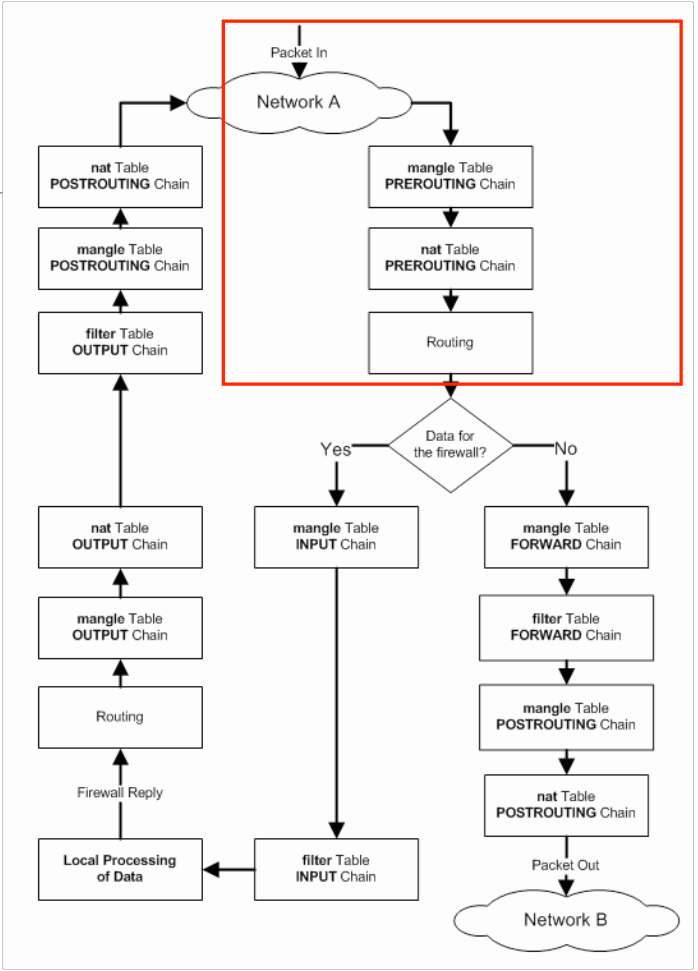 Packet In
Network A
nat Table
POSTROUTING Chain
mangle Table
PREROUTING Chain
mangle Table
POSTROUTING Chain
nat Table
PREROUTING Chain
filter Table
OUTPUT Chain
Routing
Data for
the firewall?
Yes
No
nat Table
OUTPUT Chain
mangle Table
INPUT Chain
mangle Table
FORWARD Chain
mangle Table
OUTPUT Chain
filter Table
FORWARD Chain
Routing
mangle Table
POSTROUTING Chain
Firewall Reply
nat Table
POSTROUTING Chain
Local Processing
of Data
filter Table
INPUT Chain
Packet Out
Network B